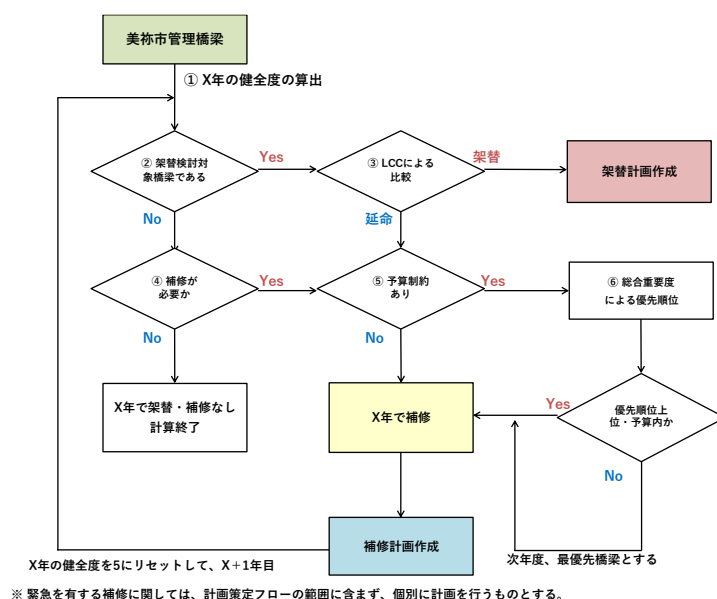 美祢市管理橋梁
① X年の健全度の算出
② 架替検討対
象橋梁である
Yes
③ LCCによる
比較
架替
架替計画作成
No
延命
④ 補修が
必要か
Yes
⑤ 予算制約
あり
Yes
⑥ 総合重要度
による優先順位
No
No
X年で架替・補修なし
計算終了
X年で補修
Yes
優先順位上
位・予算内か
No
補修計画作成
X年の健全度を5にリセットして、X＋1年目
次年度、最優先橋梁とする
※ 緊急を有する補修に関しては、計画策定フローの範囲に含まず、個別に計画を行うものとする。